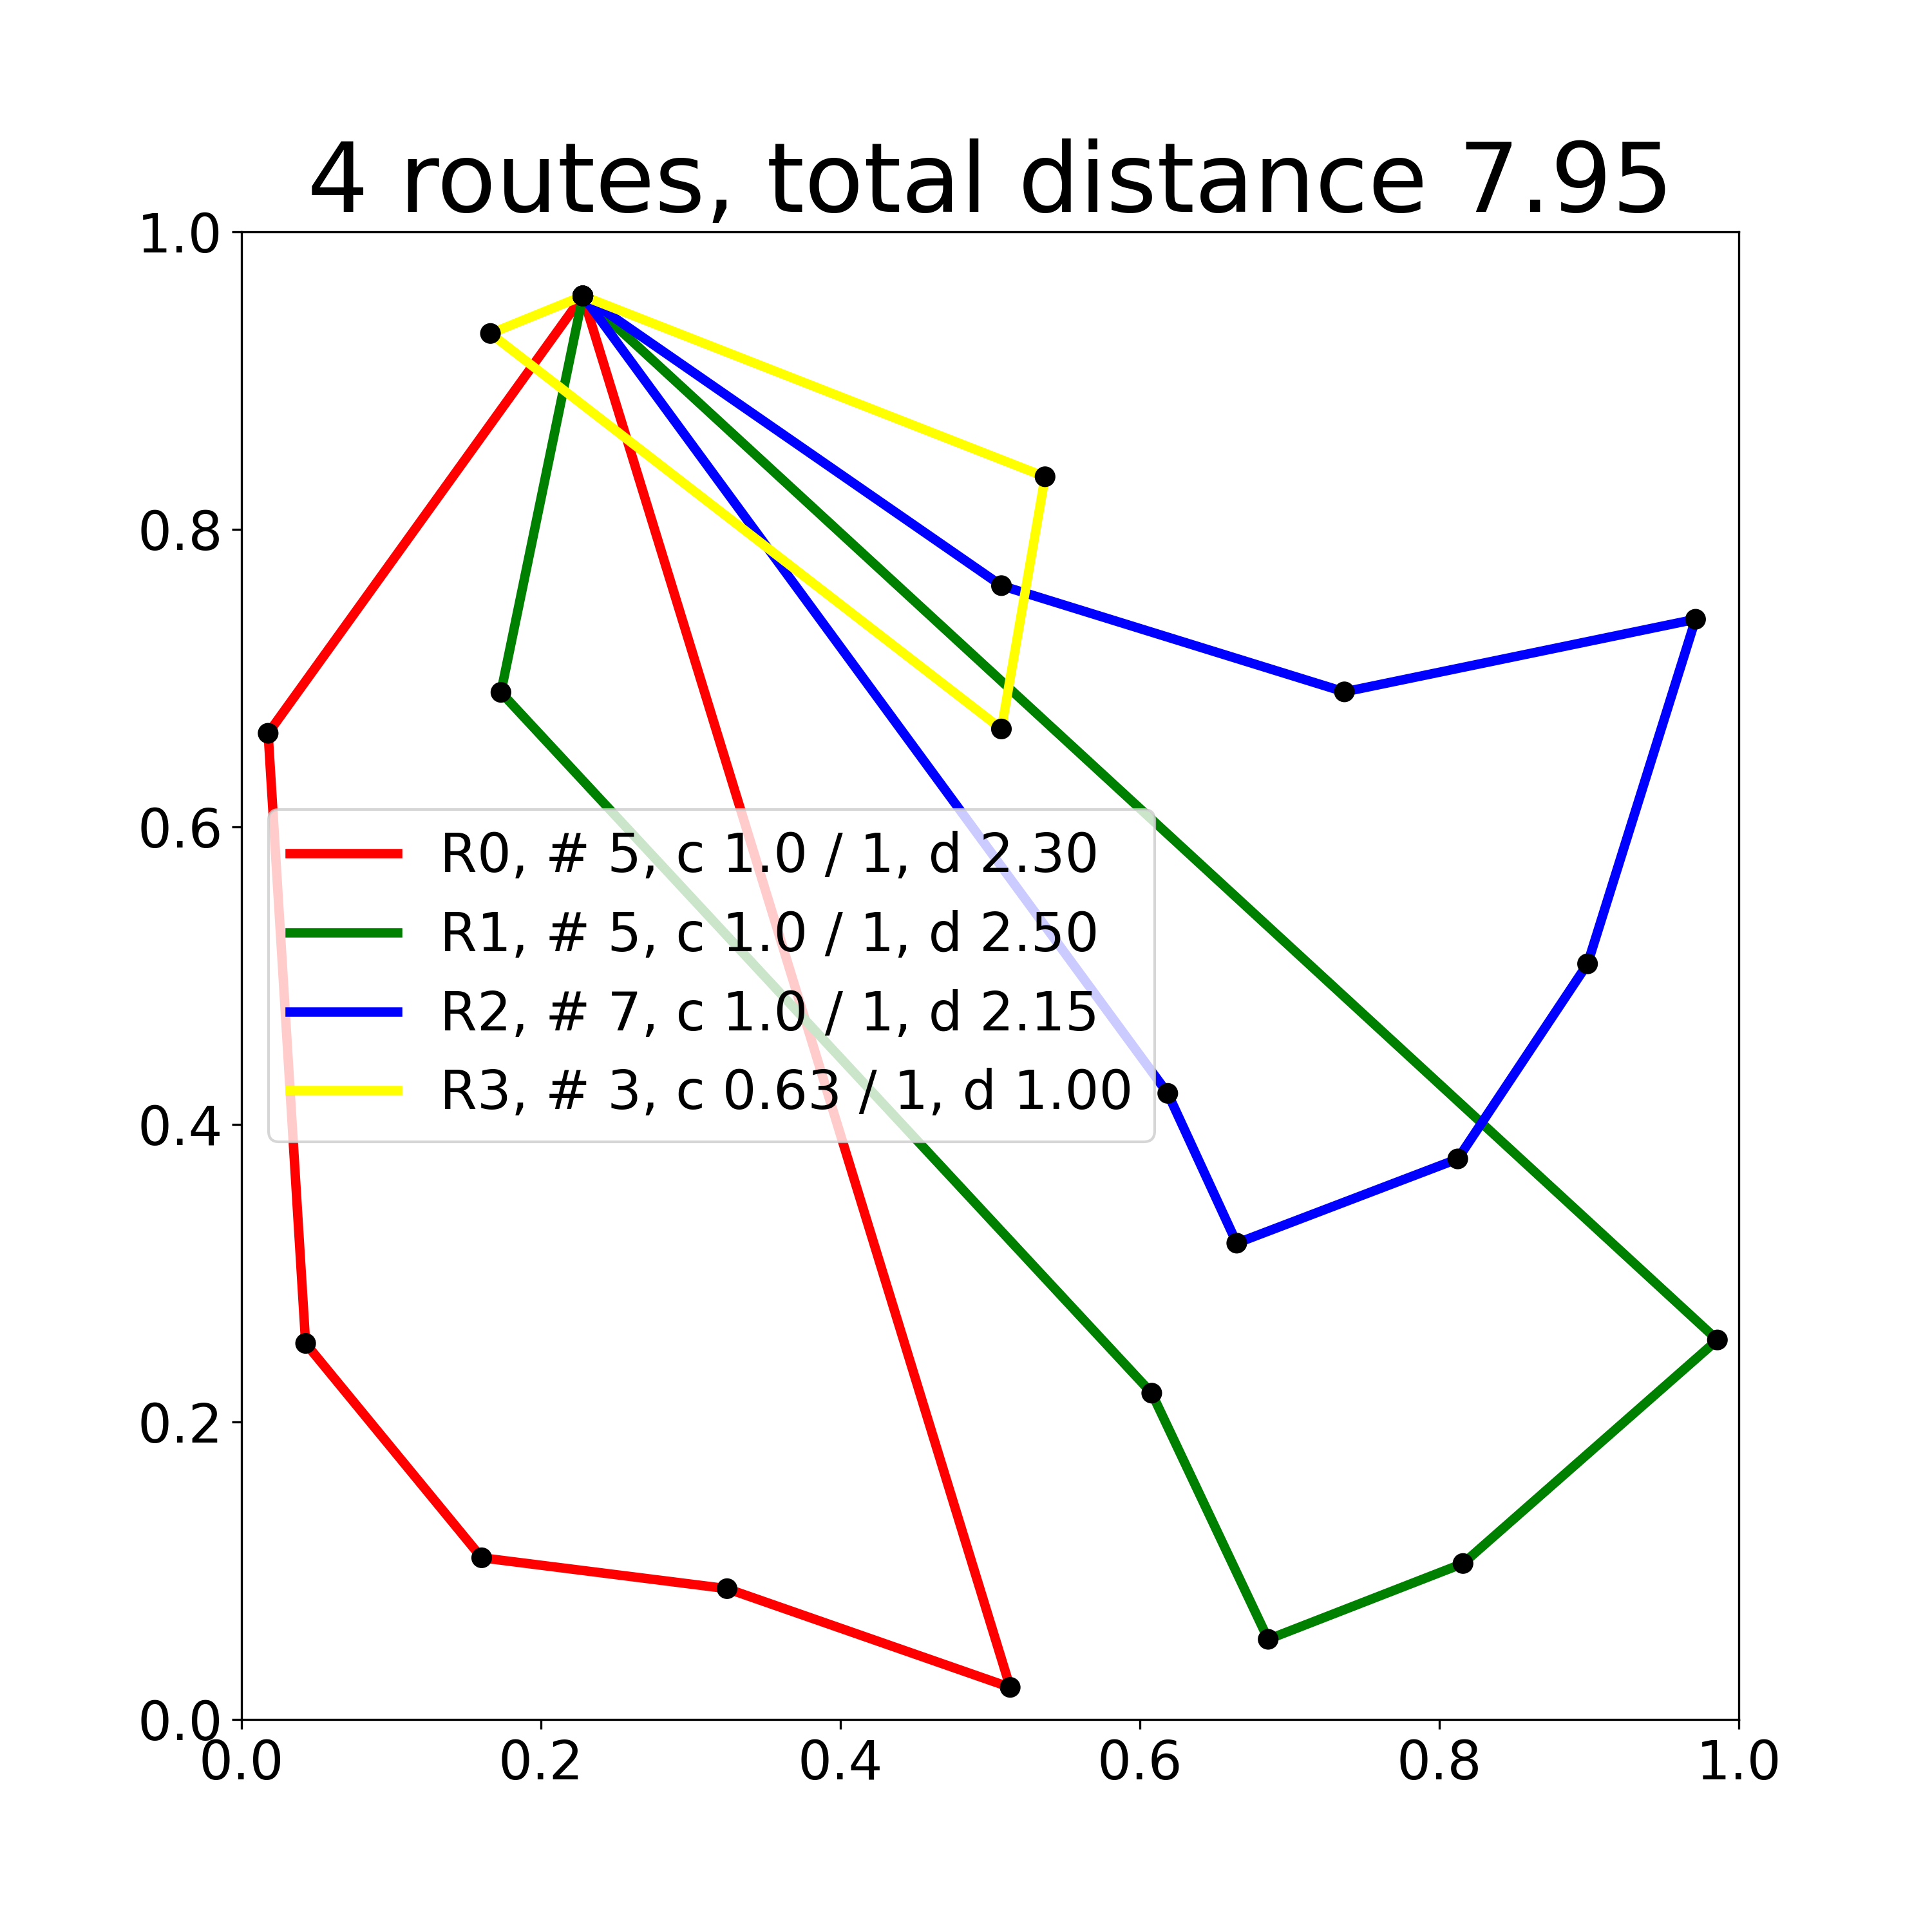 4 routes, total distance 7.95
1.0
0.8
0.6
0.4
0.2
0.0
R0, # 5, c 1.0 / 1, d 2.30
R1, # 5, c 1.0 / 1, d 2.50
R2, # 7, c 1.0 / 1, d 2.15
R3, # 3, c 0.63 / 1, d 1.00
0.0 0.2 0.4 0.6 0.8 1.0